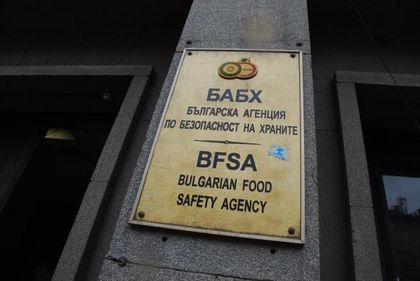 БАБХ
БЪЛГАРСКА АГЕНЦИЯ
ПО БЕЗОПАСНОСТ НА ХРАНИТЕ
BFSA
BULGARIAN FOOD
SAFETY AGENCY